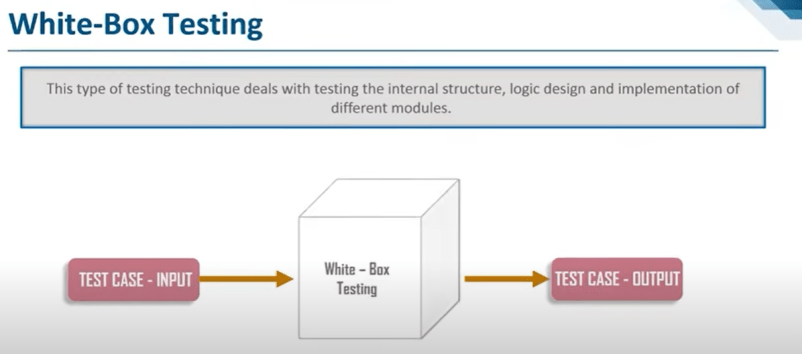 White-Box Testing
This type of testing technique deals with testing the internal structure, logic design and implementation of
different modules.
TEST CASE - INPUT
White – Box
Testing
TEST CASE - OUTPUT